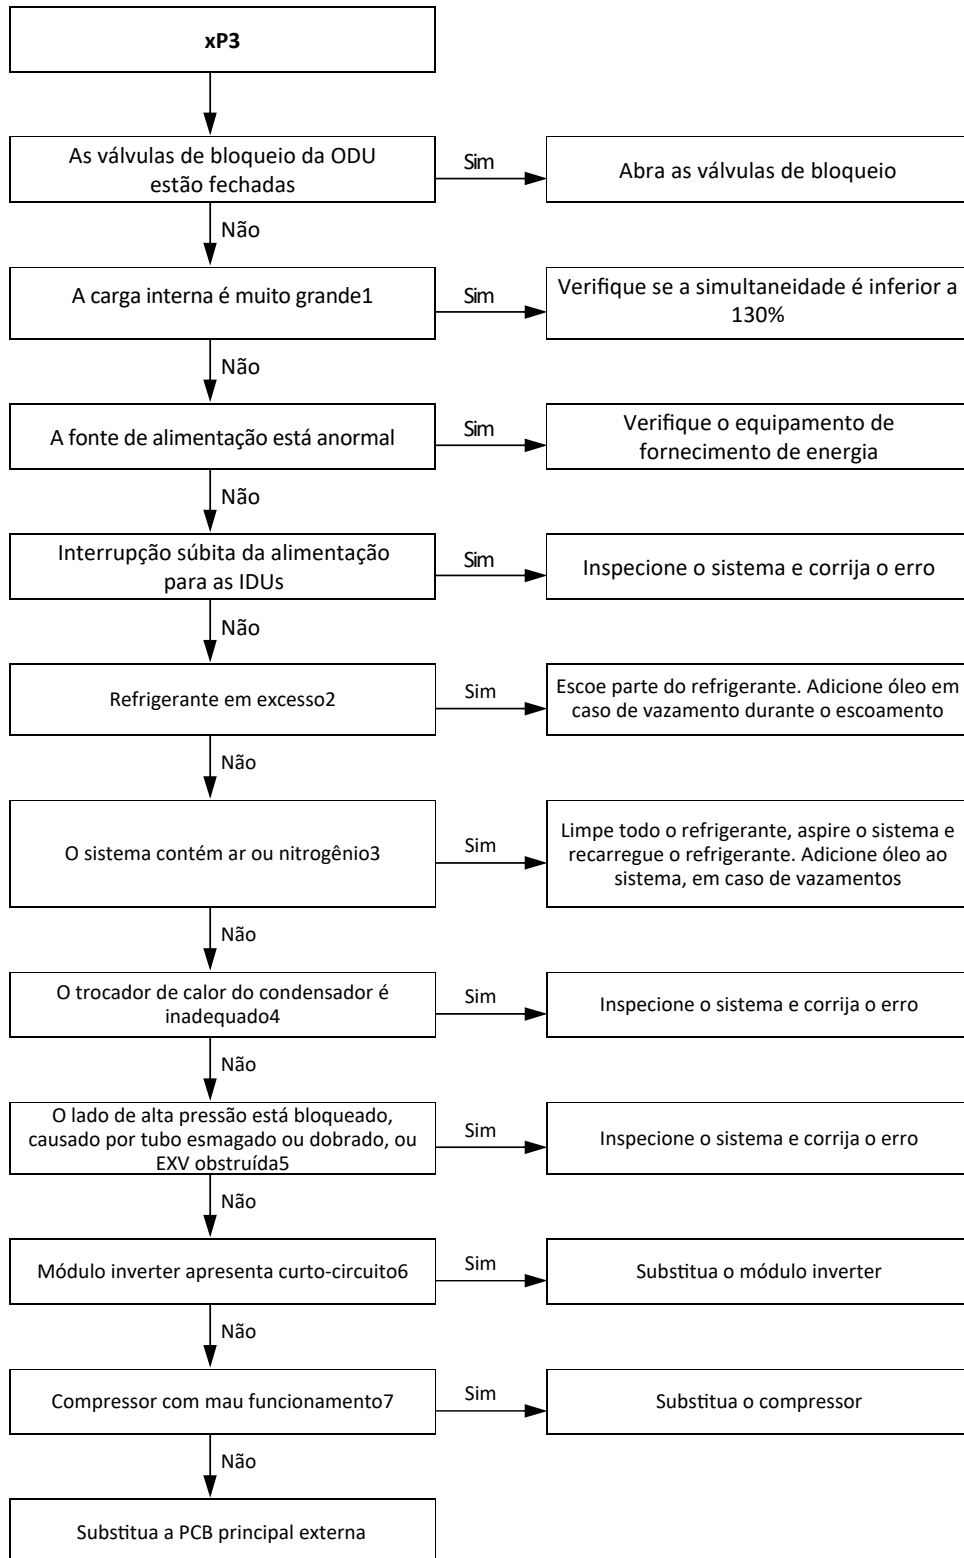 xP3
As válvulas de bloqueio da ODU
estão fechadas
Sim
Abra as válvulas de bloqueio
Não
A carga interna é muito grande1
Sim
Verifique se a simultaneidade é inferior a
130%
Não
A fonte de alimentação está anormal
Sim
Verifique o equipamento de
fornecimento de energia
Não
Interrupção súbita da alimentação
para as IDUs
Sim
Inspecione o sistema e corrija o erro
Não
Refrigerante em excesso2
Sim
Escoe parte do refrigerante. Adicione óleo em
caso de vazamento durante o escoamento
Não
O sistema contém ar ou nitrogênio3
Sim
Limpe todo o refrigerante, aspire o sistema e
recarregue o refrigerante. Adicione óleo ao
sistema, em caso de vazamentos
Não
O trocador de calor do condensador é
inadequado4
Sim
Inspecione o sistema e corrija o erro
Não
O lado de alta pressão está bloqueado,
causado por tubo esmagado ou dobrado, ou
EXV obstruída5
Sim
Inspecione o sistema e corrija o erro
Não
Módulo inverter apresenta curto-circuito6
Sim
Substitua o módulo inverter
Não
Compressor com mau funcionamento7
Sim
Substitua o compressor
Não
Substitua a PCB principal externa